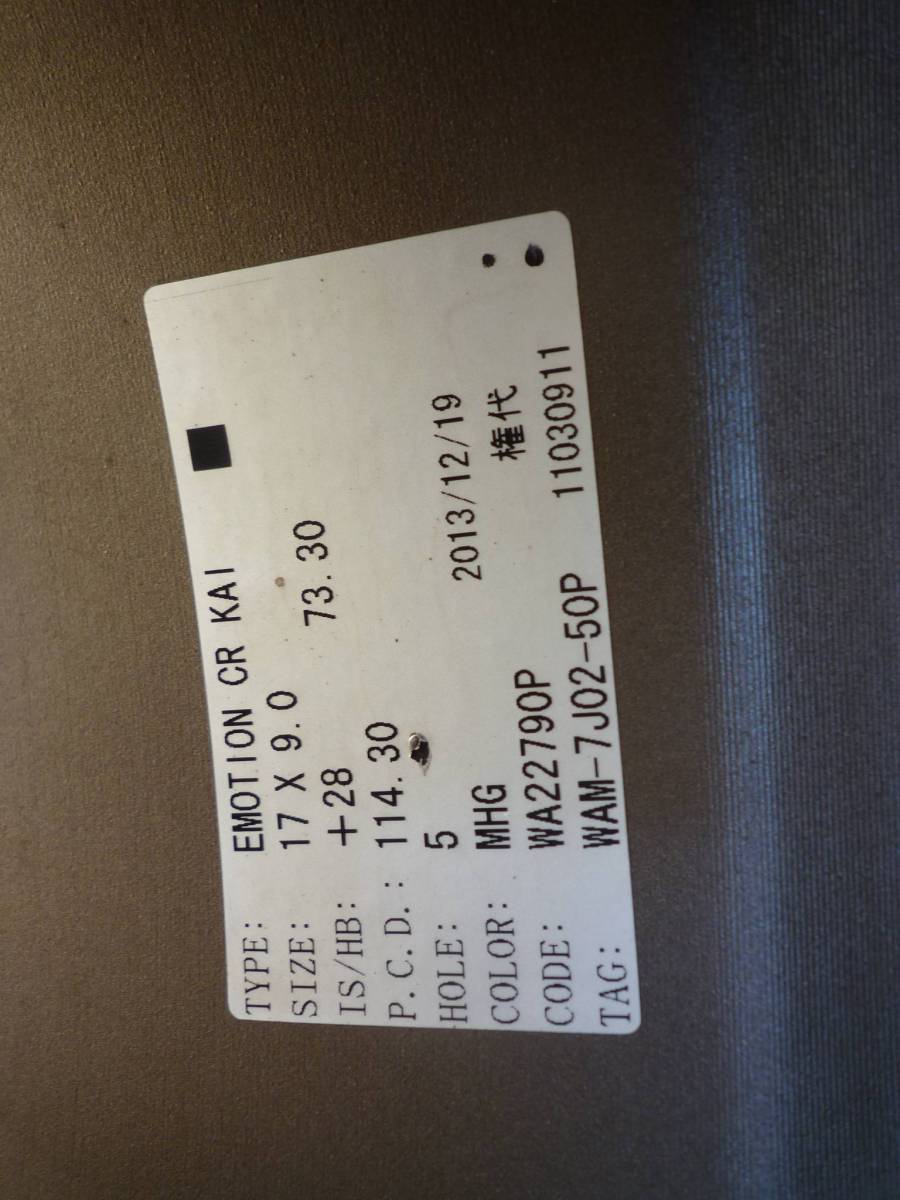 TYPE: EMOTION CR KAI ■
SIZE: 17 X 9.0
IS/HB: +28 73.30
P.C.D.: 114.30
HOLE: 5 2013/12/19
COLOR: MHG 権代
CODE: WA22790P 11030911
TAG: WAM-7J02-50P